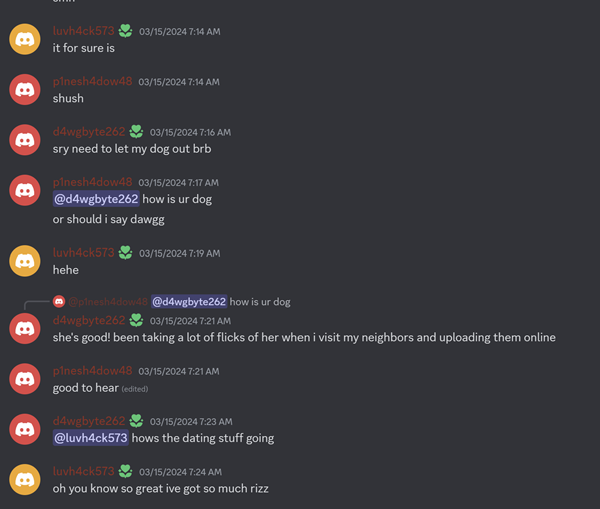 luvh4ck573 03/15/2024 7:14 AM
it for sure is
p1nesh4dow48 03/15/2024 7:14 AM
shush
d4wgbyte262 03/15/2024 7:16 AM
sry need to let my dog out brb
p1nesh4dow48 03/15/2024 7:17 AM
@d4wgbyte262 how is ur dog
or should i say dawgg
luvh4ck573 03/15/2024 7:19 AM
hehe
@p1nesh4dow48 @d4wgbyte262 how is ur dog
d4wgbyte262 03/15/2024 7:21 AM
she's good! been taking a lot of flicks of her when i visit my neighbors and uploading them online
p1nesh4dow48 03/15/2024 7:21 AM
good to hear (edited)
d4wgbyte262 03/15/2024 7:23 AM
@luvh4ck573 hows the dating stuff going
luvh4ck573 03/15/2024 7:24 AM
oh you know so great ive got so much rizz